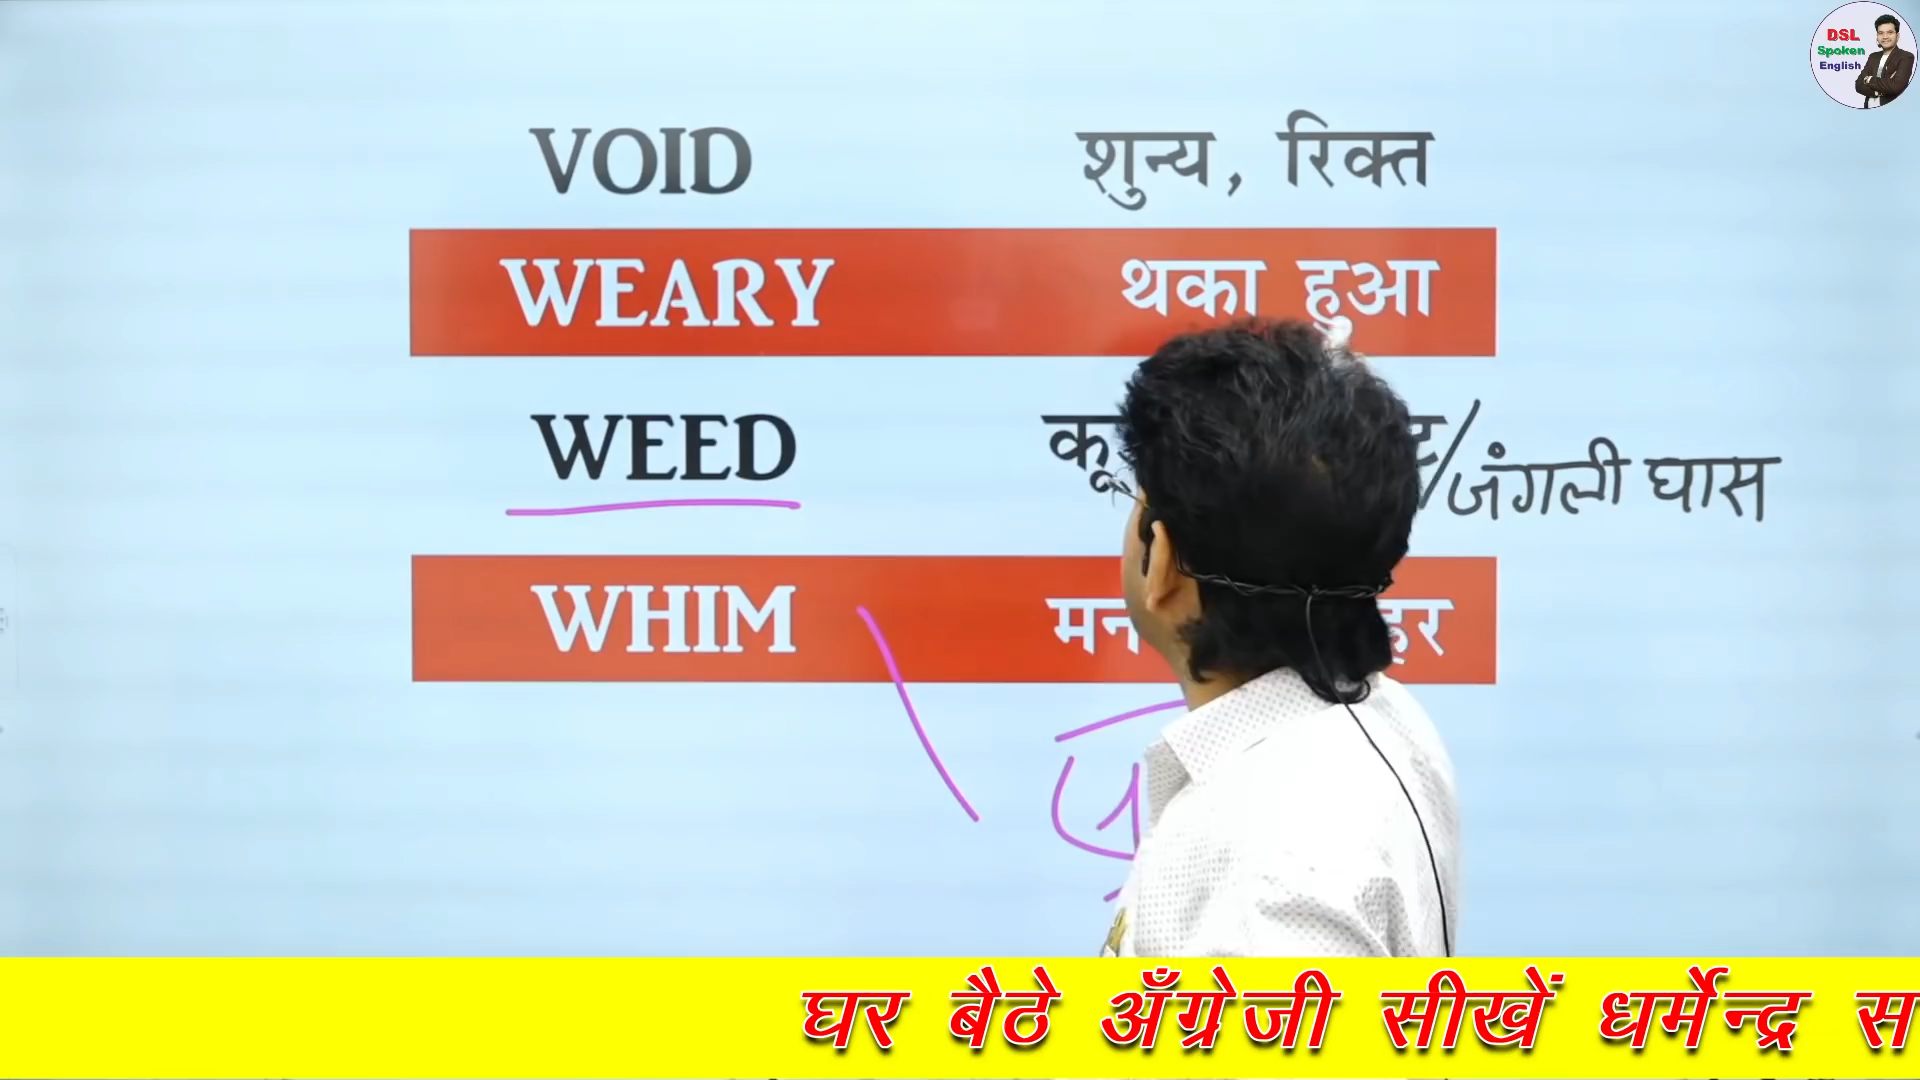 DSL
Spoken
English
VOID शुन्य, रिक्त
WEARY थका हुआ
WEED / जंगली घास
WHIM
घर बैठे अँग्रेजी सीखें धर्मेन्द्र